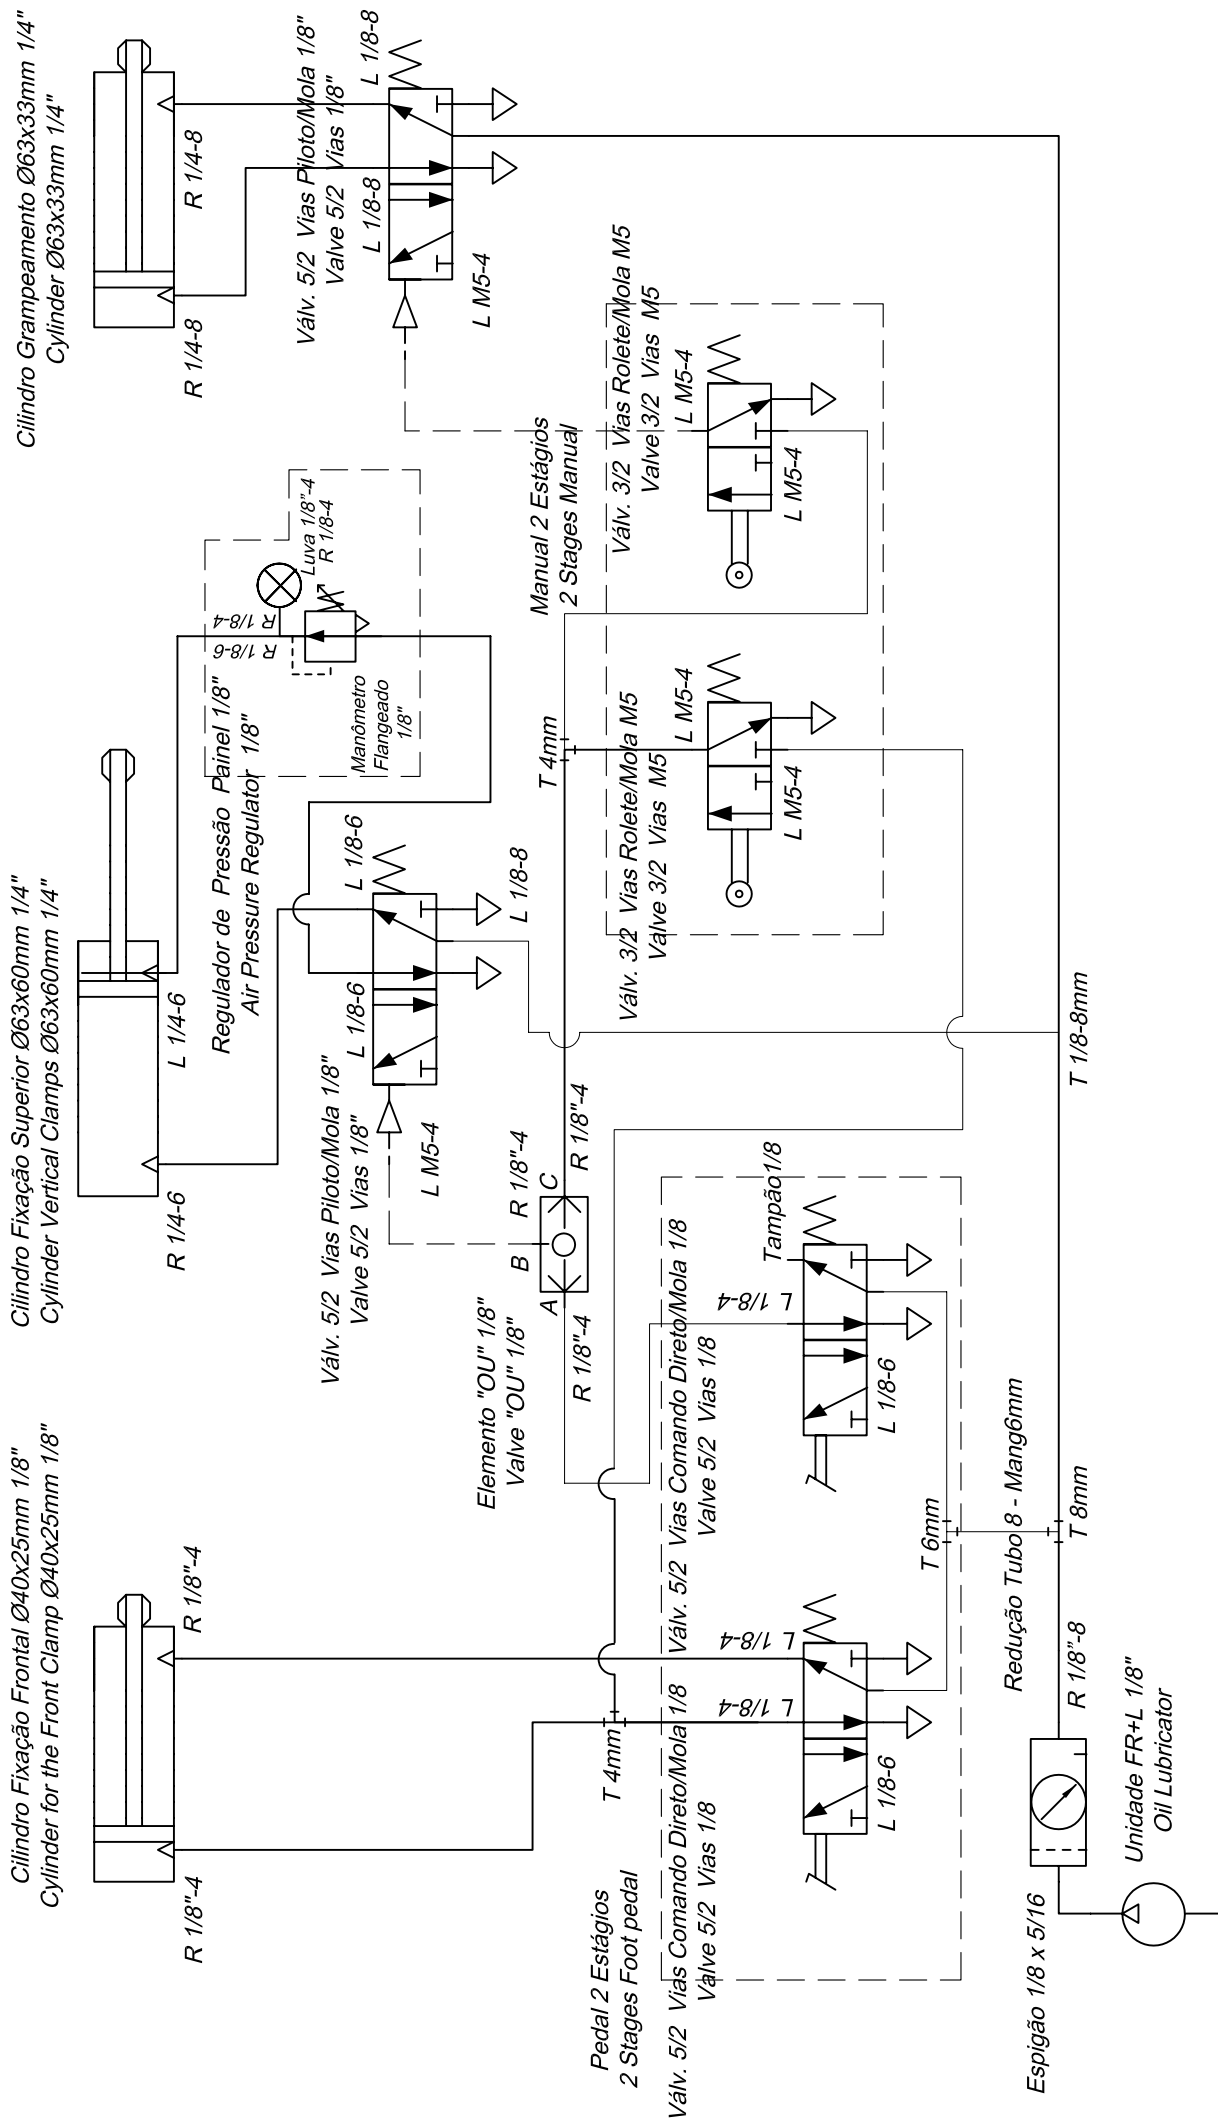 Cilindro Fixação Frontal Ø40x25mm 1/8"
Cylinder for the Front Clamp Ø40x25mm 1/8"
R 1/8"-4
R 1/8"-4
Cilindro Fixação Superior Ø63x60mm 1/4"
Cylinder Vertical Clamps Ø63x60mm 1/4"
R 1/4-6
L 1/4-6
Cilindro Grampeamento Ø63x33mm 1/4"
Cylinder Ø63x33mm 1/4"
R 1/4-8
R 1/4-8
Regulador de Pressão Painel 1/8"
Air Pressure Regulator 1/8"
R 1/8-6
R 1/8-4
Luva 1/8"-4
R 1/8-4
Manômetro
Flangeado
1/8"
Válv. 5/2 Vias Piloto/Mola 1/8"
Valve 5/2 Vias 1/8"
L 1/8-6
L 1/8-6
L M5-4
L 1/8-8
Válv. 5/2 Vias Piloto/Mola 1/8"
Valve 5/2 Vias 1/8"
L 1/8-8
L 1/8-8
L M5-4
Elemento "OU" 1/8"
Valve "OU" 1/8"
A
B
C
R 1/8"-4
R 1/8"-4
R 1/8"-4
T 4mm
Manual 2 Estágios
2 Stages Manual
Válv. 3/2 Vias Rolete/Mola M5
Valve 3/2 Vias M5
L M5-4
L M5-4
Válv. 3/2 Vias Rolete/Mola M5
Valve 3/2 Vias M5
L M5-4
L M5-4
Pedal 2 Estágios
2 Stages Foot pedal
T 4mm
Válv. 5/2 Vias Comando Direto/Mola 1/8
Valve 5/2 Vias 1/8
L 1/8-4
L 1/8-4
L 1/8-6
Válv. 5/2 Vias Comando Direto/Mola 1/8
Valve 5/2 Vias 1/8
L 1/8-4
Tampão1/8
L 1/8-6
T 6mm
Redução Tubo 8 - Mang6mm
T 8mm
T 1/8-8mm
Espigão 1/8 x 5/16
R 1/8"-8
Unidade FR+L 1/8"
Oil Lubricator